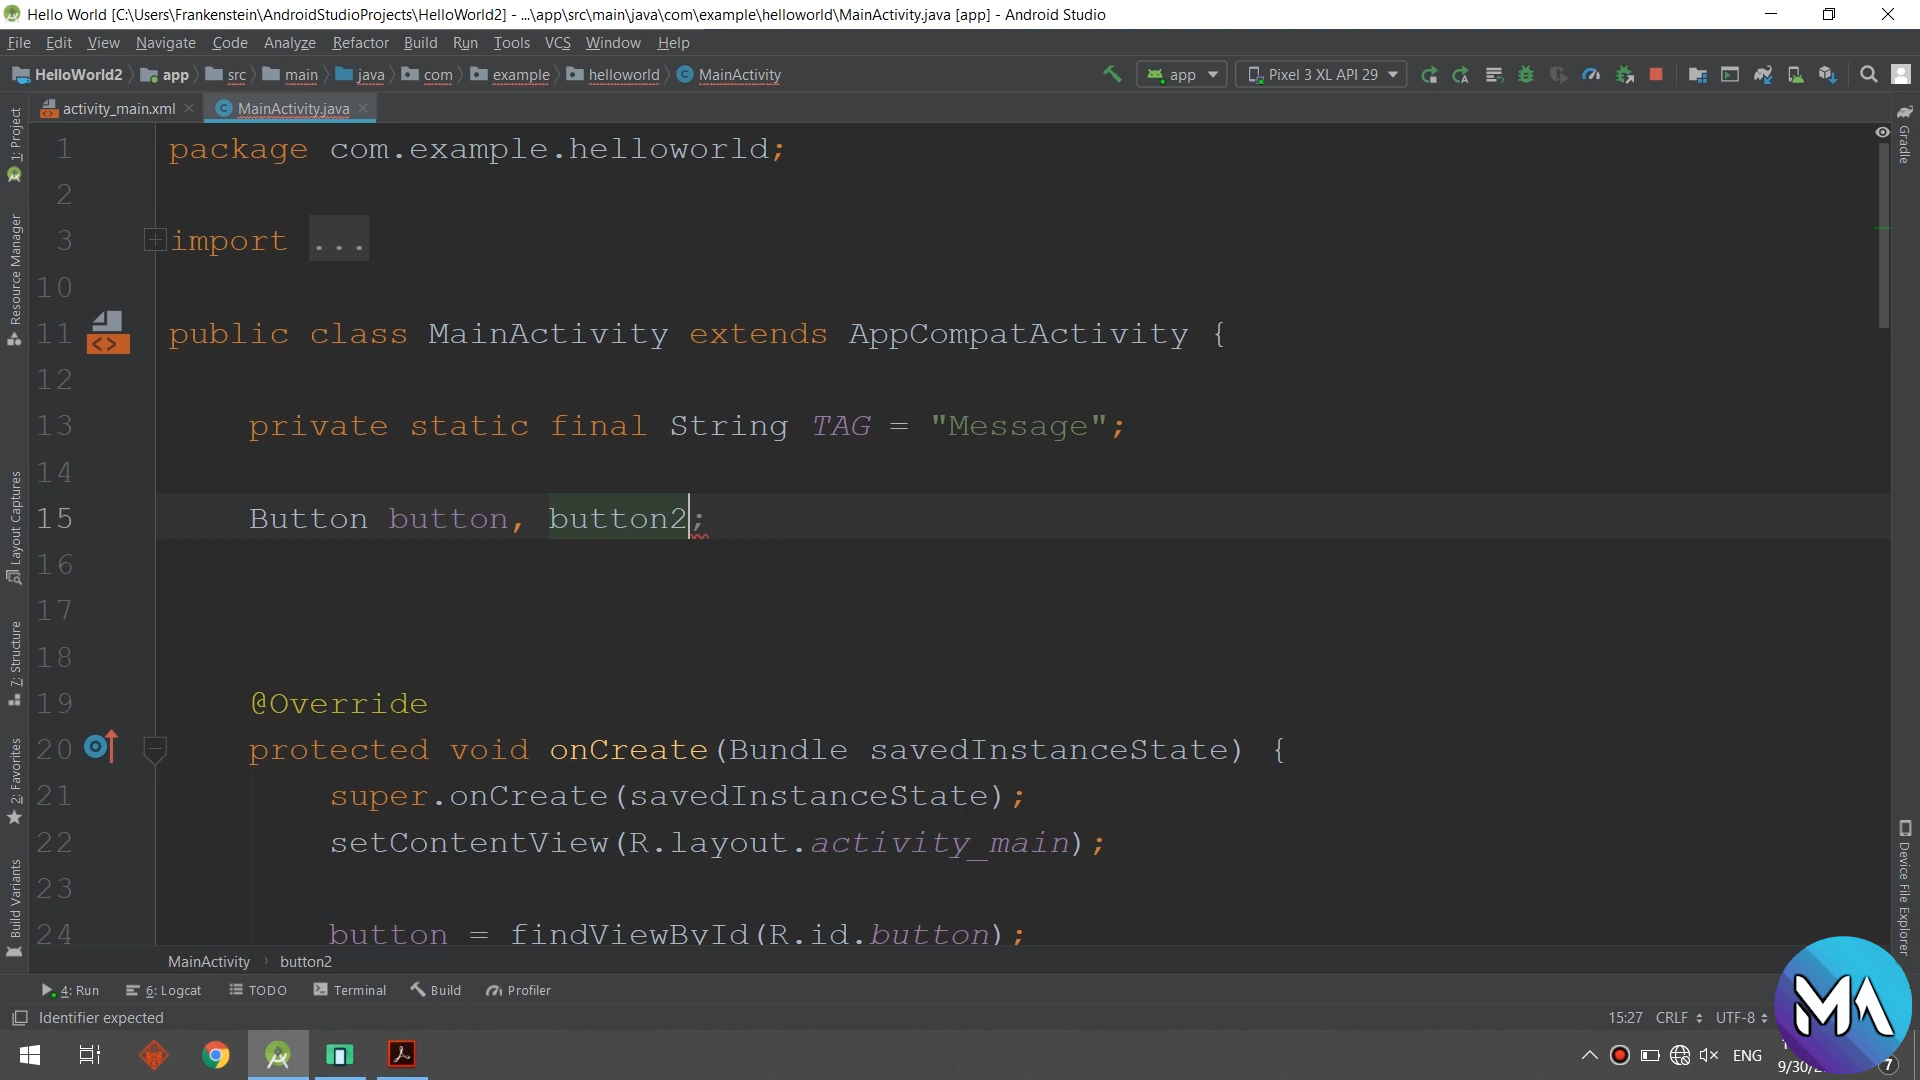 Hello World [C:\Users\Frankenstein\AndroidStudioProjects\HelloWorld2] - ...\app\src\main\java\com\example\helloworld\MainActivity.java [app] - Android Studio
File Edit View Navigate Code Analyze Refactor Build Run Tools VCS Window Help
HelloWorld2 app src main java com example helloworld MainActivity app Pixel 3 XL API 29
activity_main.xml MainActivity.java
1 package com.example.helloworld;
2
3 import ...
10
11 public class MainActivity extends AppCompatActivity {
12
13 private static final String TAG = "Message";
14
15 Button button, button2;
16
17
18
19 @Override
20 protected void onCreate(Bundle savedInstanceState) {
21 super.onCreate(savedInstanceState);
22 setContentView(R.layout.activity_main);
23
24 button = findViewById(R.id.button);
1: Project
Resource Manager
Layout Captures
7: Structure
2: Favorites
Build Variants
Gradle
Device File Explorer
MainActivity button2
4: Run 6: Logcat TODO Terminal Build Profiler
Identifier expected 15:27 CRLF UTF-8
ENG
9/30/2
7
MA